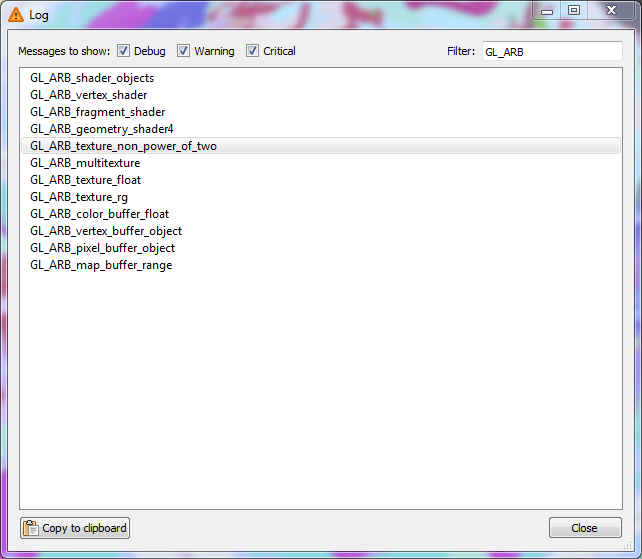 Log
Messages to show: Debug Warning Critical Filter: GL_ARB
GL_ARB_shader_objects
GL_ARB_vertex_shader
GL_ARB_fragment_shader
GL_ARB_geometry_shader4
GL_ARB_texture_non_power_of_two
GL_ARB_multitexture
GL_ARB_texture_float
GL_ARB_texture_rg
GL_ARB_color_buffer_float
GL_ARB_vertex_buffer_object
GL_ARB_pixel_buffer_object
GL_ARB_map_buffer_range
Copy to clipboard Close